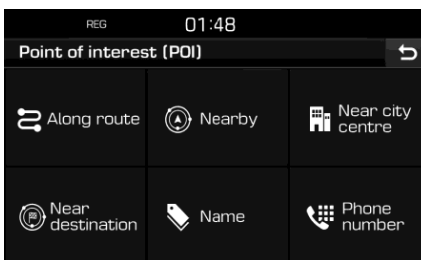 REG 01:48
Point of interest (POI)
Along route
Nearby
Near city
centre
Near
destination
Name
Phone
number